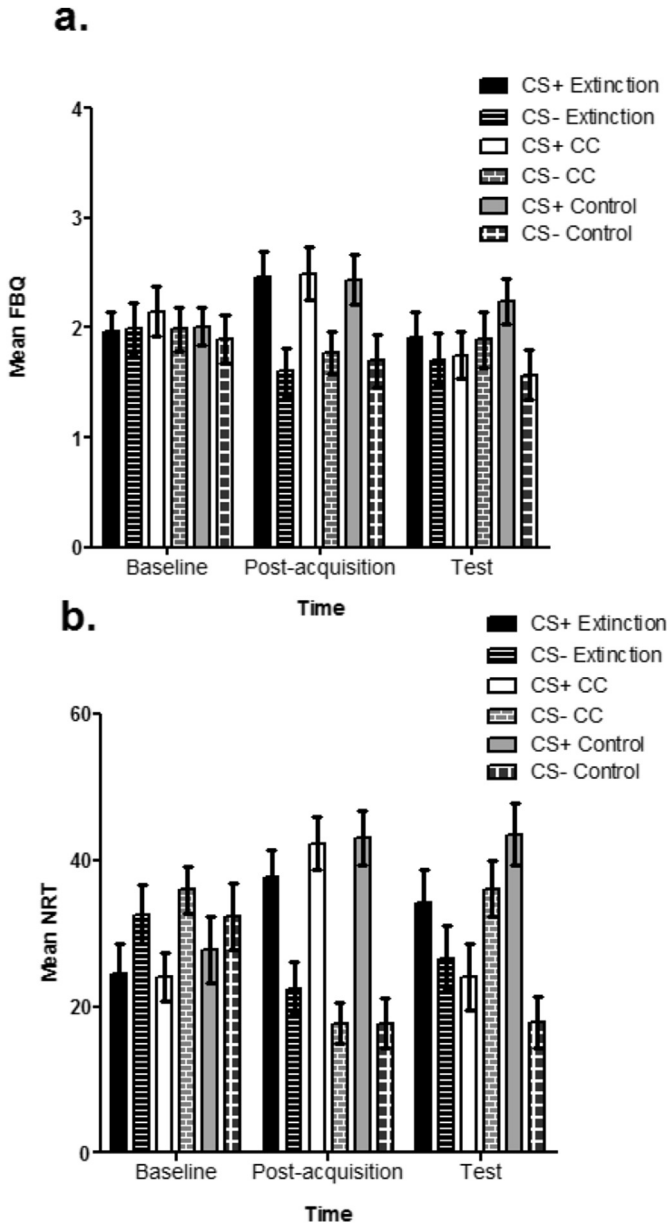 a.
CS+ Extinction
CS- Extinction
CS+ CC
CS- CC
CS+ Control
CS- Control
4
3
2
1
0
Mean FBQ
Baseline Post-acquisition Test
Time
b.
CS+ Extinction
CS- Extinction
CS+ CC
CS- CC
CS+ Control
CS- Control
60
40
20
0
Mean NRT
Baseline Post-acquisition Test
Time